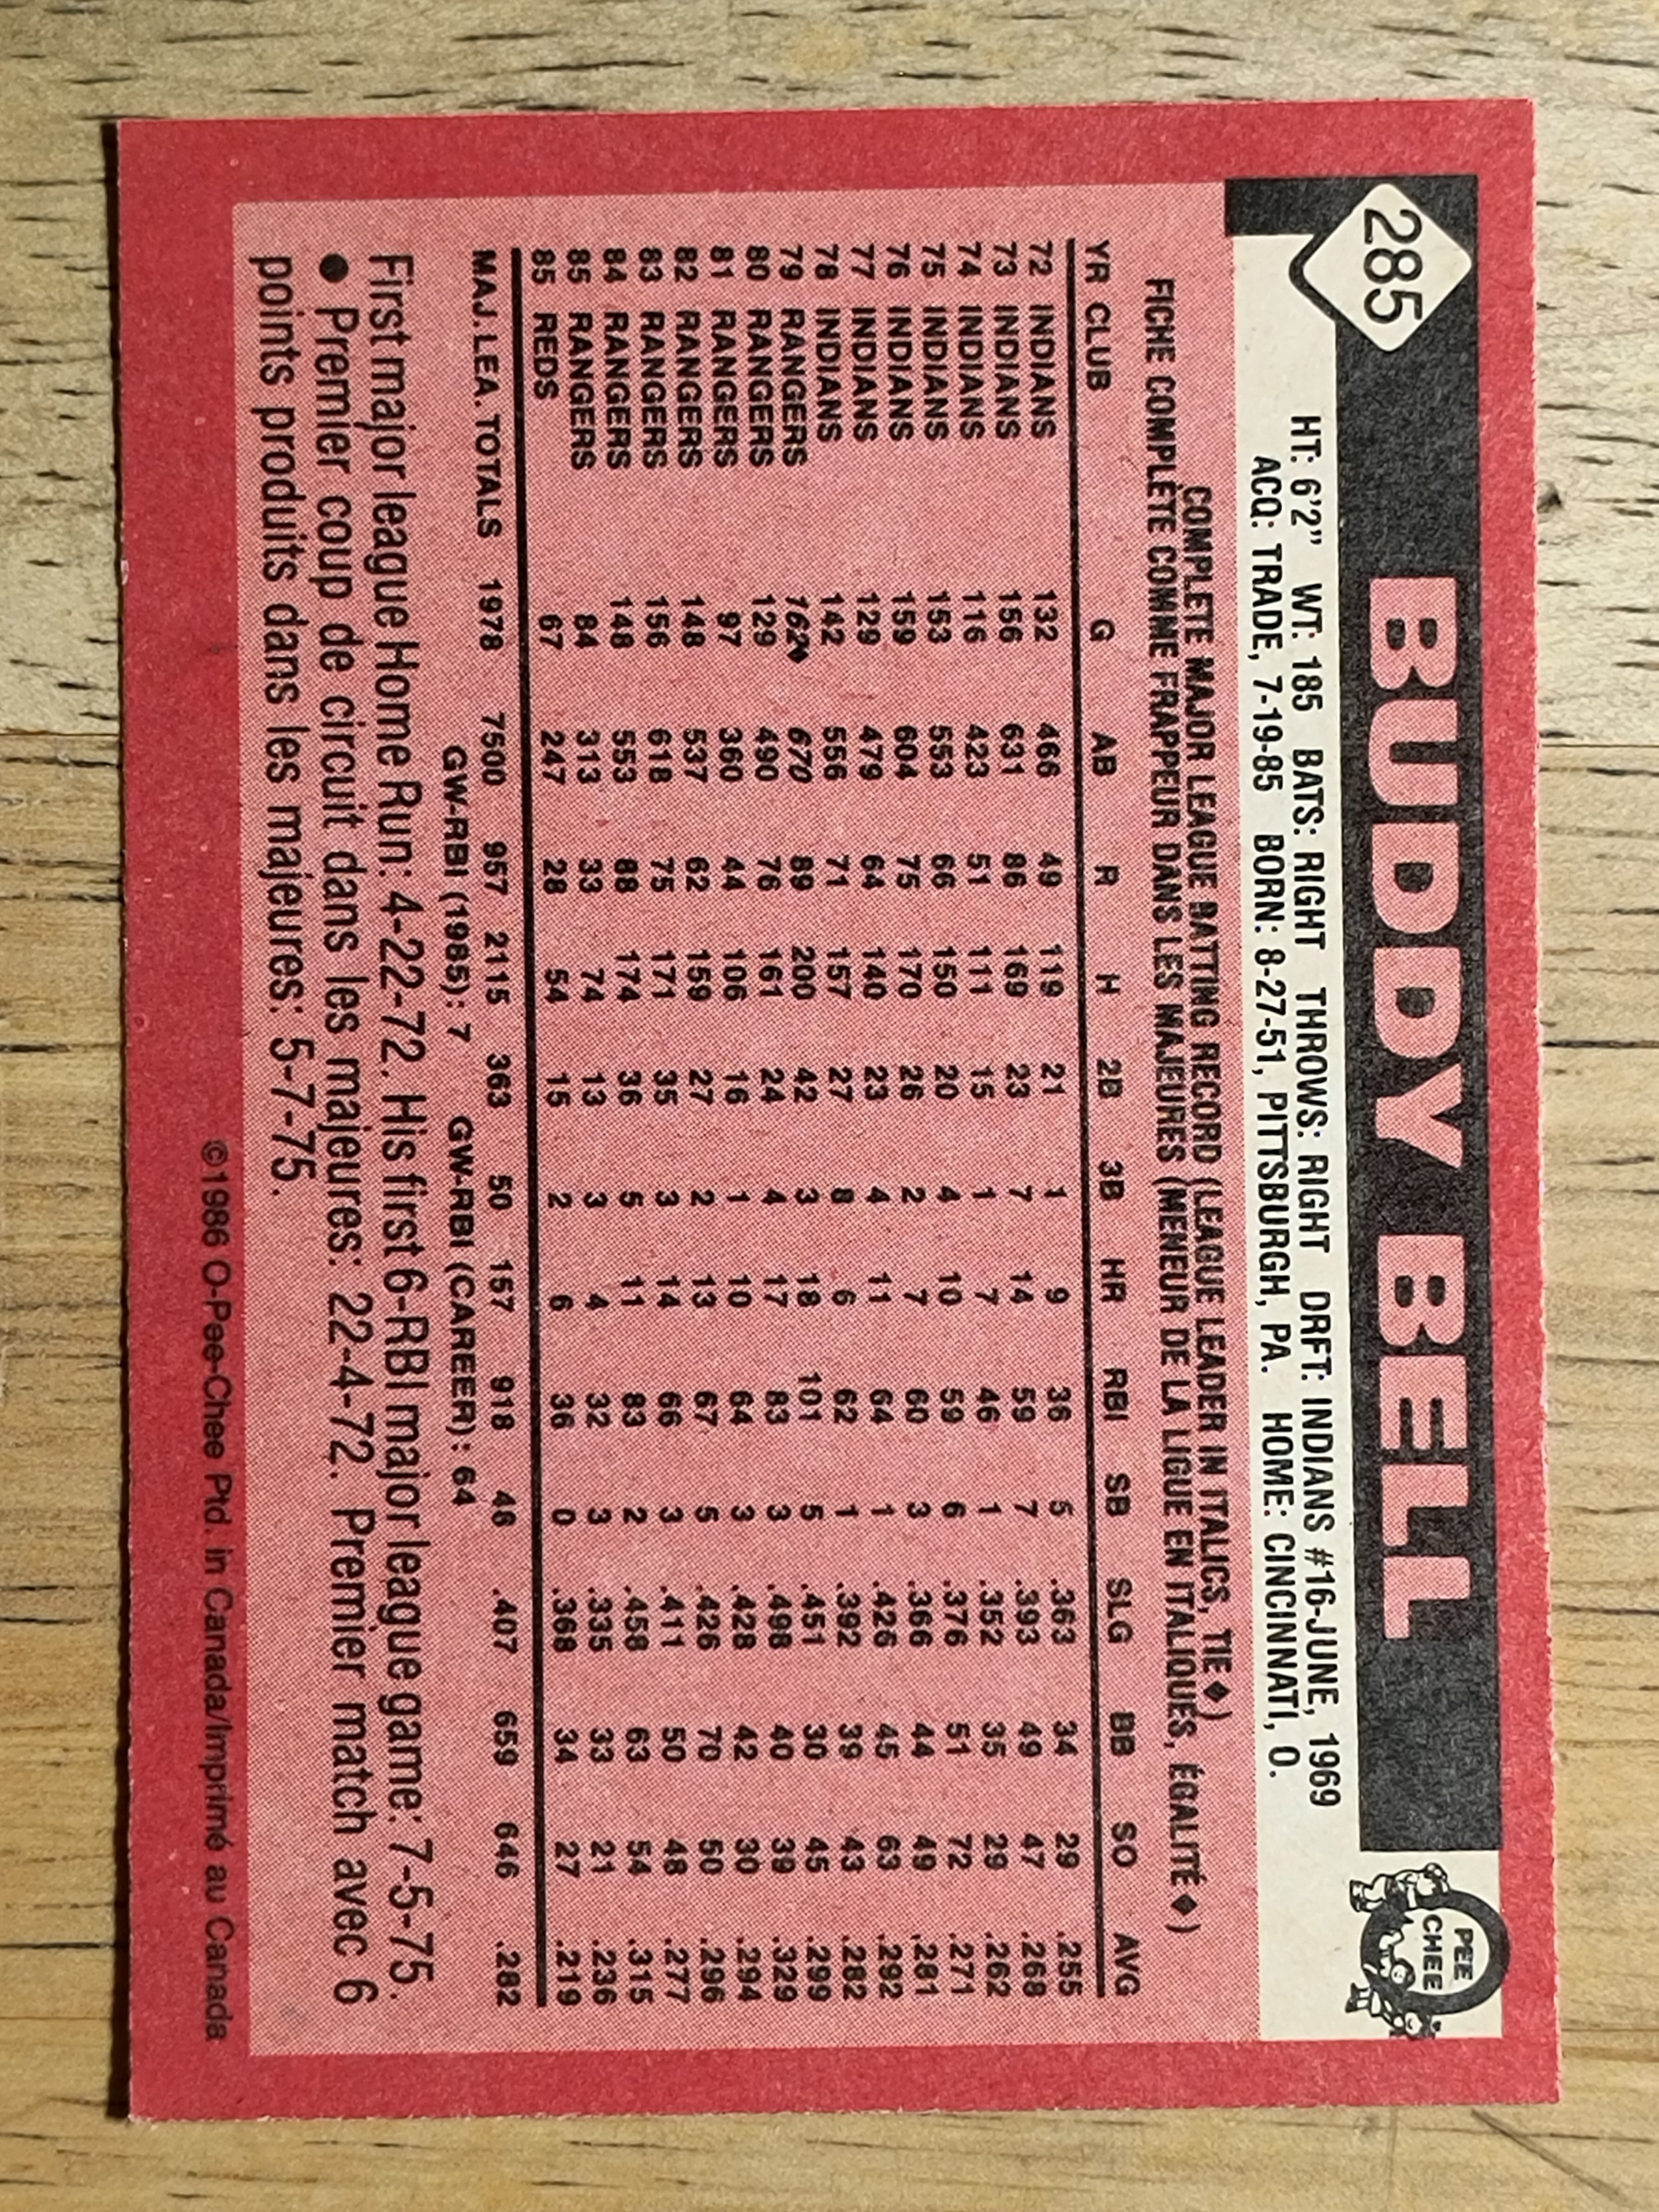 285 BUDDY BELL PEE CHEE
HT: 6'2" WT: 185 BATS: RIGHT THROWS: RIGHT DRFT: INDIANS #16-JUNE, 1969
ACQ: TRADE, 7-19-85 BORN: 8-27-51, PITTSBURGH, PA. HOME: CINCINNATI, O.
COMPLETE MAJOR LEAGUE BATTING RECORD (LEAGUE LEADER IN ITALICS, TIE♦)
FICHE COMPLÈTE COMME FRAPPEUR DANS LES MAJEURES (MENEUR DE LA LIGUE EN ITALIQUES, ÉGALITÉ♦)
YR CLUB G AB R H 2B 3B HR RBI SB SLG BB SO AVG
72 INDIANS 132 466 49 119 21 1 9 36 5 .363 34 29 .255
73 INDIANS 156 631 86 169 23 7 14 59 7 .393 49 47 .268
74 INDIANS 116 423 51 111 15 1 7 46 1 .352 35 29 .262
75 INDIANS 153 553 66 150 20 4 10 59 6 .376 51 72 .271
76 INDIANS 159 604 75 170 26 2 7 60 3 .366 44 49 .281
77 INDIANS 129 479 64 140 23 4 11 64 1 .426 45 63 .292
78 INDIANS 142 556 71 157 27 8 6 62 1 .392 39 43 .282
79 RANGERS 162♦ 670 89 200 42 3 18 101 5 .451 30 45 .299
80 RANGERS 129 490 76 161 24 4 17 83 3 .498 40 39 .329
81 RANGERS 97 360 44 106 16 1 10 64 3 .428 42 30 .294
82 RANGERS 148 537 62 159 27 2 13 67 5 .426 70 50 .296
83 RANGERS 156 618 75 171 35 3 14 66 3 .411 50 48 .277
84 RANGERS 148 553 88 174 36 5 11 83 2 .458 63 54 .315
85 RANGERS 84 313 33 74 13 3 4 32 3 .335 33 21 .236
85 REDS 67 247 28 54 15 2 6 36 0 .368 34 27 .219
MAJ. LEA. TOTALS 1978 7500 957 2115 363 50 157 918 48 .407 659 646 .282
GW-RBI (1985): 7 GW-RBI (CAREER): 64
First major league Home Run: 4-22-72. His first 6-RBI major league game: 7-5-75.
● Premier coup de circuit dans les majeures: 22-4-72. Premier match avec 6
points produits dans les majeures: 5-7-75.
©1986 O-Pee-Chee Ptd. in Canada/Imprimé au Canada